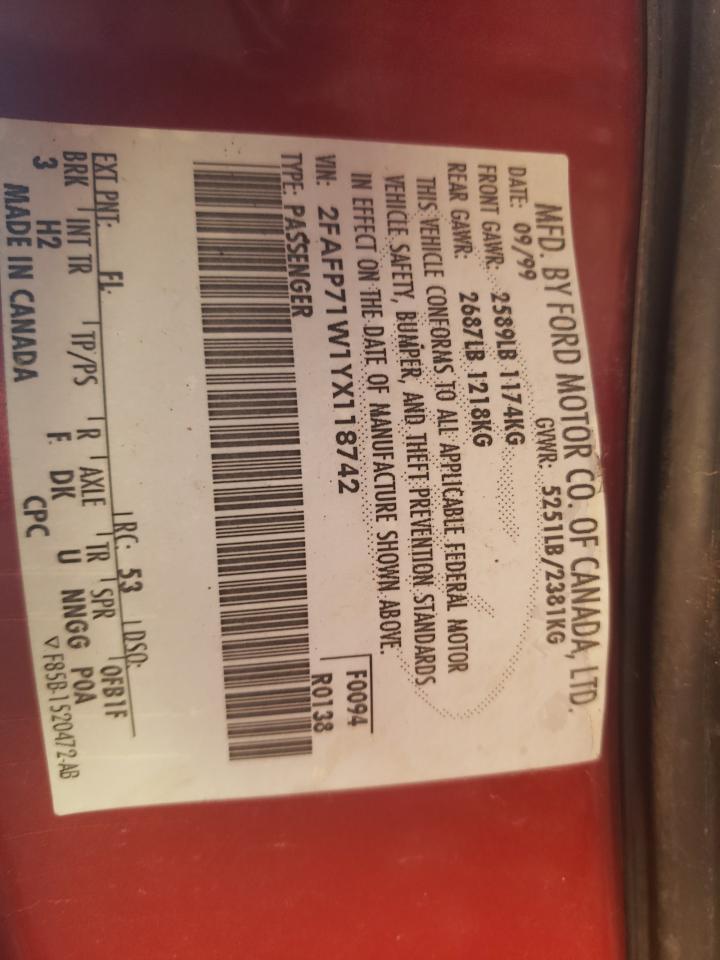 MFD. BY FORD MOTOR CO. OF CANADA, LTD.
DATE: 09/99 GVWR: 5251LB/2381KG
FRONT GAWR: 2589LB 1174KG
REAR GAWR: 2687LB 1218KG
THIS VEHICLE CONFORMS TO ALL APPLICABLE FEDERAL MOTOR
VEHICLE SAFETY, BUMPER, AND THEFT PREVENTION STANDARDS
IN EFFECT ON THE DATE OF MANUFACTURE SHOWN ABOVE.
VIN: 2FAFP71W1YX118742 F0094
TYPE: PASSENGER R0138
EXT PNT: FL RC: 53 DSO:
BRK INT TR TP/PS R AXLE TR SPR 0FB1F
3 H2 F DK U NNGG POA
MADE IN CANADA CPC ▽F85B-1520472-AB